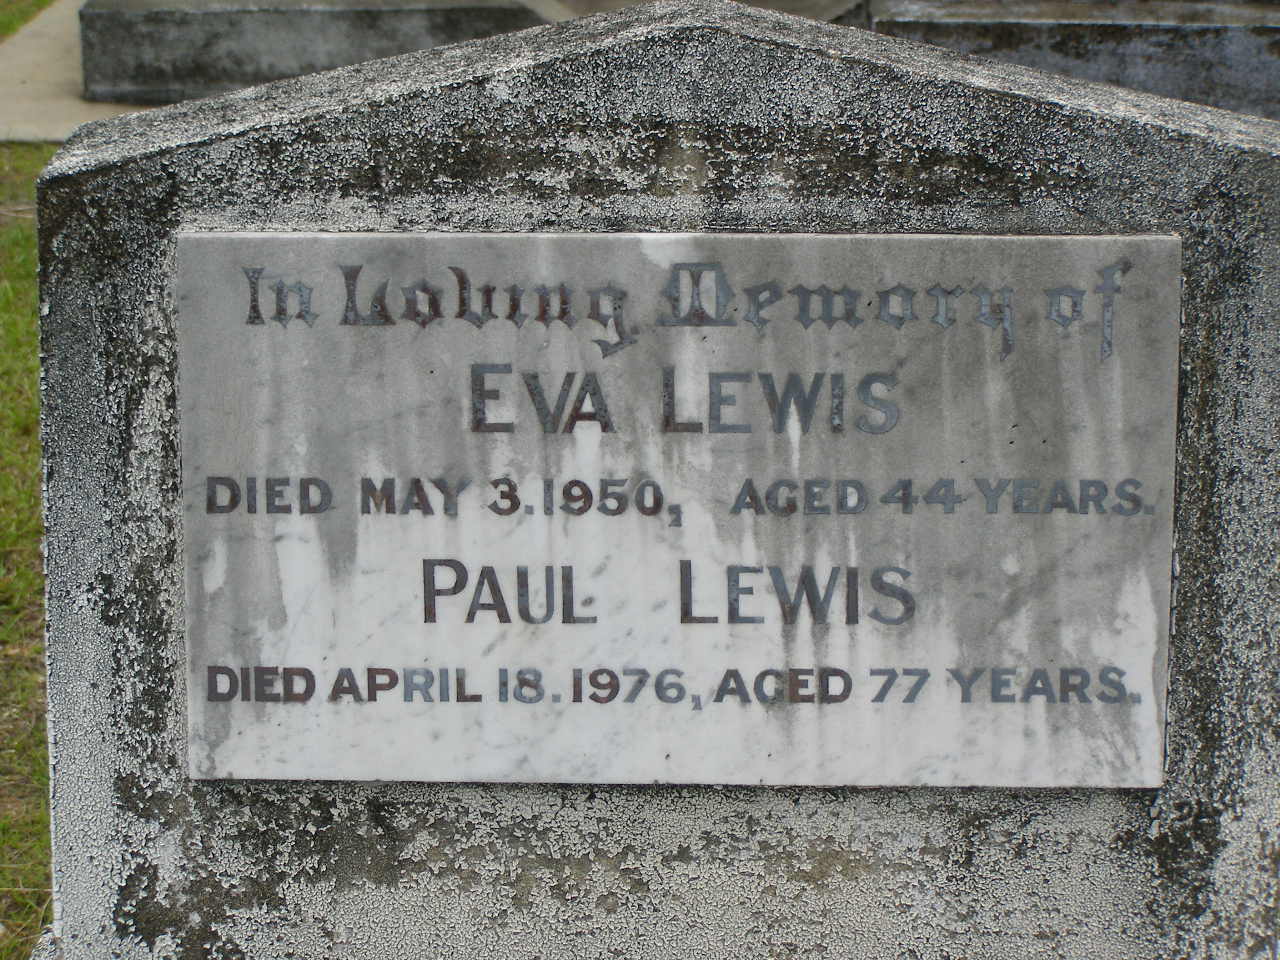 In Loving Memory of
EVA LEWIS
DIED MAY 3. 1950, AGED 44 YEARS.
PAUL LEWIS
DIED APRIL 18. 1976, AGED 77 YEARS.